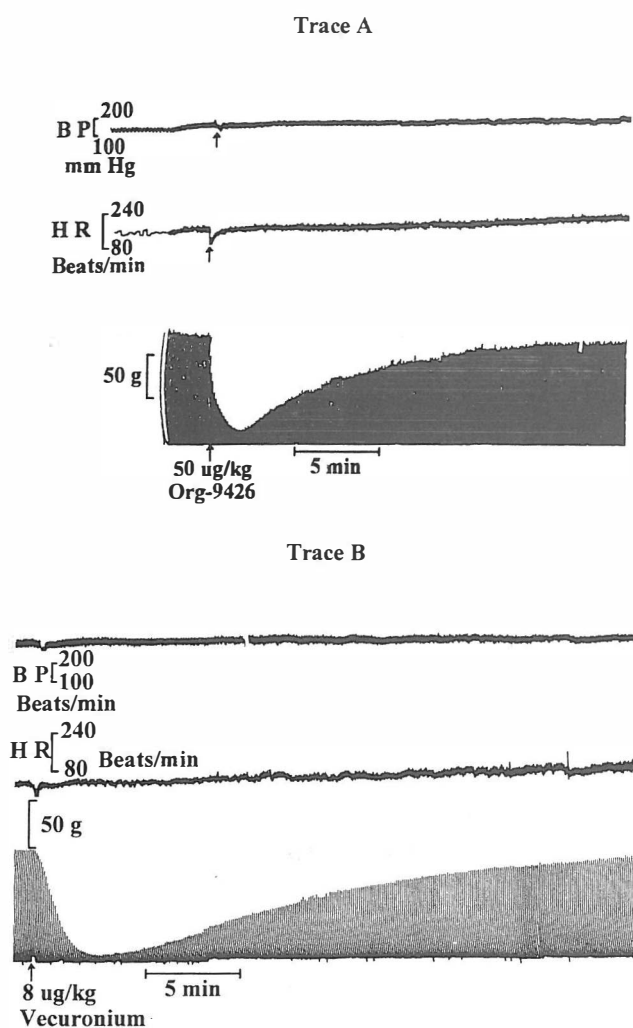 Trace A
200
B P
100
mm Hg
240
H R
80
Beats/min
50 g
50 ug/kg
Org-9426
5 min
Trace B
200
B P
100
Beats/min
240
H R
Beats/min
80
50 g
5 min
8 ug/kg
Vecuronium